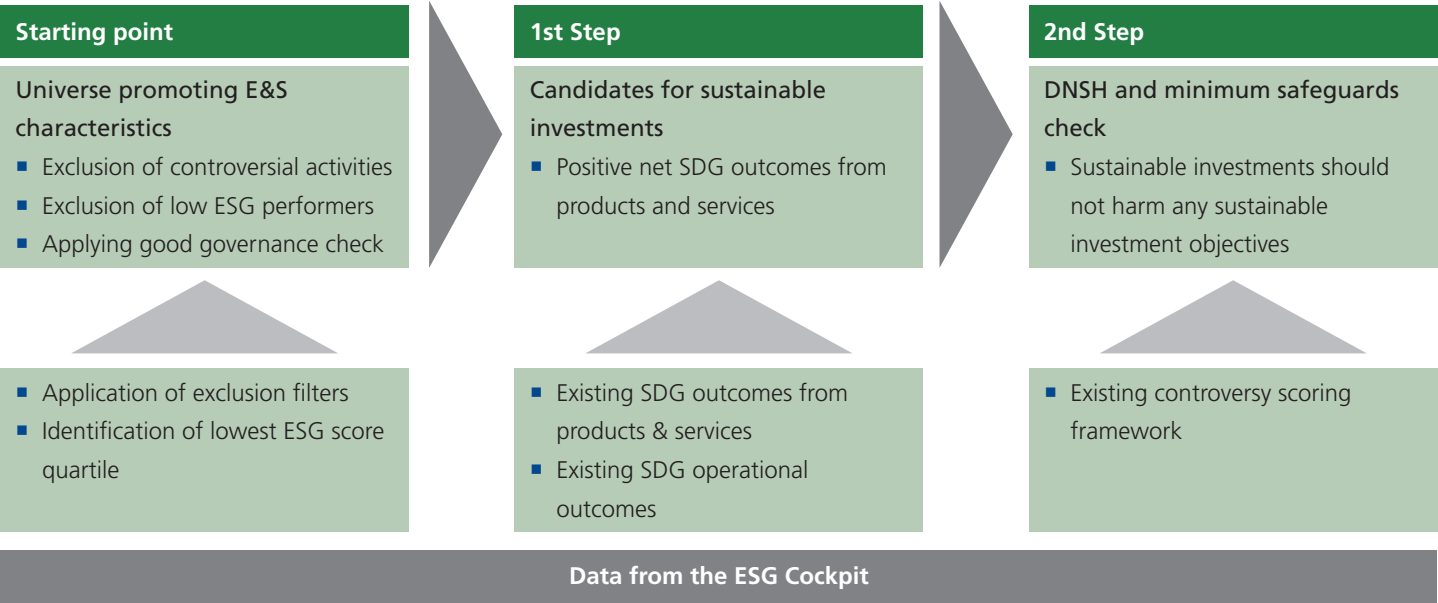 Starting point
Universe promoting E&S
characteristics
Exclusion of controversial activities
Exclusion of low ESG performers
Applying good governance check
Application of exclusion filters
Identification of lowest ESG score
quartile
1st Step
Candidates for sustainable
investments
Positive net SDG outcomes from
products and services
Existing SDG outcomes from
products & services
Existing SDG operational
outcomes
2nd Step
DNSH and minimum safeguards
check
Sustainable investments should
not harm any sustainable
investment objectives
Existing controversy scoring
framework
Data from the ESG Cockpit